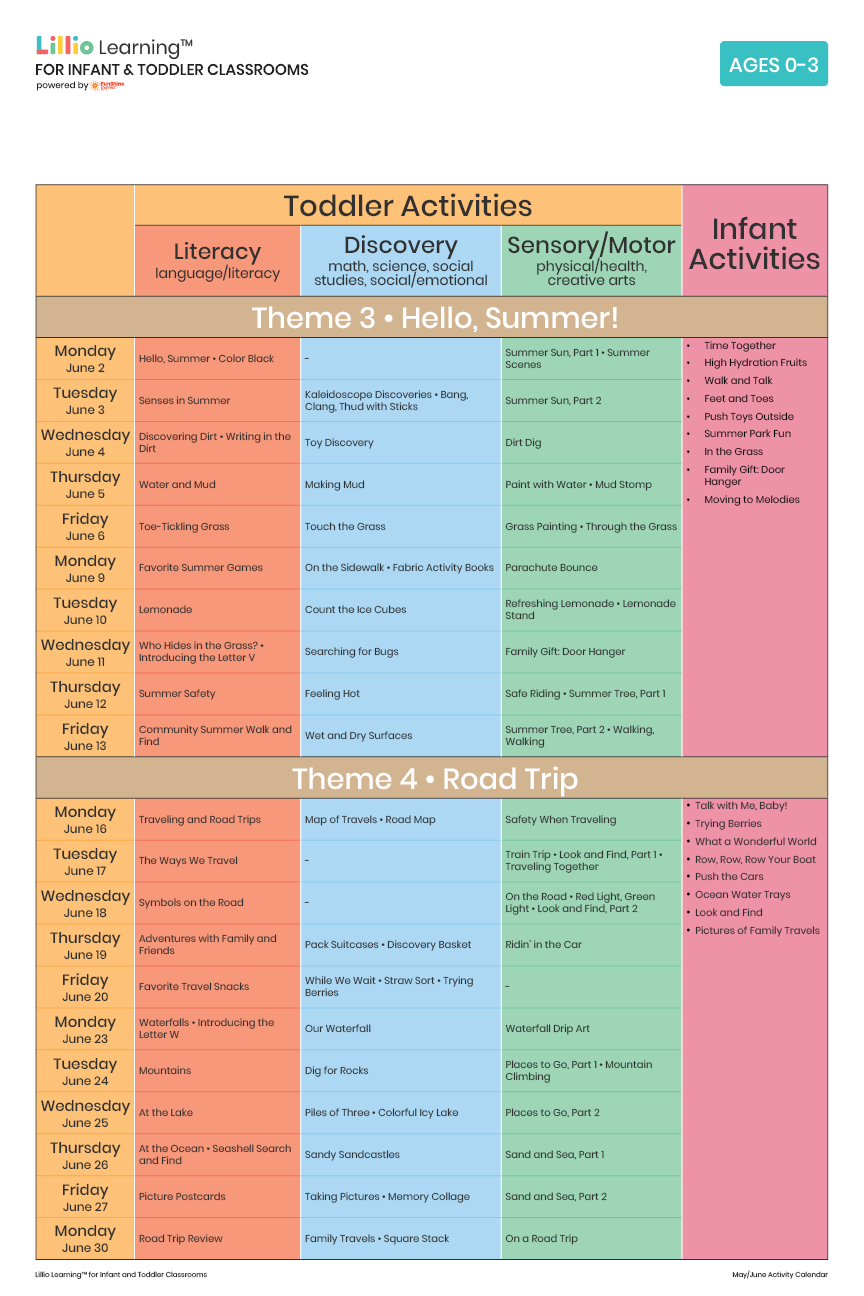 Lillio Learning™
FOR INFANT & TODDLER CLASSROOMS
powered by FunShine Express
AGES 0-3
Toddler Activities
Infant
Activities
Literacy
language/literacy
Discovery
math, science, social
studies, social/emotional
Sensory/Motor
physical/health,
creative arts
Theme 3 • Hello, Summer!
Monday
June 2
Hello, Summer • Color Black
-
Summer Sun, Part 1 • Summer
Scenes
Tuesday
June 3
Senses in Summer
Kaleidoscope Discoveries • Bang,
Clang, Thud with Sticks
Summer Sun, Part 2
Wednesday
June 4
Discovering Dirt • Writing in the
Dirt
Toy Discovery
Dirt Dig
Thursday
June 5
Water and Mud
Making Mud
Paint with Water • Mud Stomp
Friday
June 6
Toe-Tickling Grass
Touch the Grass
Grass Painting • Through the Grass
Monday
June 9
Favorite Summer Games
On the Sidewalk • Fabric Activity Books
Parachute Bounce
Tuesday
June 10
Lemonade
Count the Ice Cubes
Refreshing Lemonade • Lemonade
Stand
Wednesday
June 11
Who Hides in the Grass? •
Introducing the Letter V
Searching for Bugs
Family Gift: Door Hanger
Thursday
June 12
Summer Safety
Feeling Hot
Safe Riding • Summer Tree, Part 1
Friday
June 13
Community Summer Walk and
Find
Wet and Dry Surfaces
Summer Tree, Part 2 • Walking,
Walking
• Time Together
• High Hydration Fruits
• Walk and Talk
• Feet and Toes
• Push Toys Outside
• Summer Park Fun
• In the Grass
• Family Gift: Door
Hanger
• Moving to Melodies
Theme 4 • Road Trip
Monday
June 16
Traveling and Road Trips
Map of Travels • Road Map
Safety When Traveling
Tuesday
June 17
The Ways We Travel
-
Train Trip • Look and Find, Part 1 •
Traveling Together
Wednesday
June 18
Symbols on the Road
-
On the Road • Red Light, Green
Light • Look and Find, Part 2
Thursday
June 19
Adventures with Family and
Friends
Pack Suitcases • Discovery Basket
Ridin' in the Car
Friday
June 20
Favorite Travel Snacks
While We Wait • Straw Sort • Trying
Berries
-
Monday
June 23
Waterfalls • Introducing the
Letter W
Our Waterfall
Waterfall Drip Art
Tuesday
June 24
Mountains
Dig for Rocks
Places to Go, Part 1 • Mountain
Climbing
Wednesday
June 25
At the Lake
Piles of Three • Colorful Icy Lake
Places to Go, Part 2
Thursday
June 26
At the Ocean • Seashell Search
and Find
Sandy Sandcastles
Sand and Sea, Part 1
Friday
June 27
Picture Postcards
Taking Pictures • Memory Collage
Sand and Sea, Part 2
Monday
June 30
Road Trip Review
Family Travels • Square Stack
On a Road Trip
• Talk with Me, Baby!
• Trying Berries
• What a Wonderful World
• Row, Row, Row Your Boat
• Push the Cars
• Ocean Water Trays
• Look and Find
• Pictures of Family Travels
Lillio Learning™ for Infant and Toddler Classrooms
May/June Activity Calendar